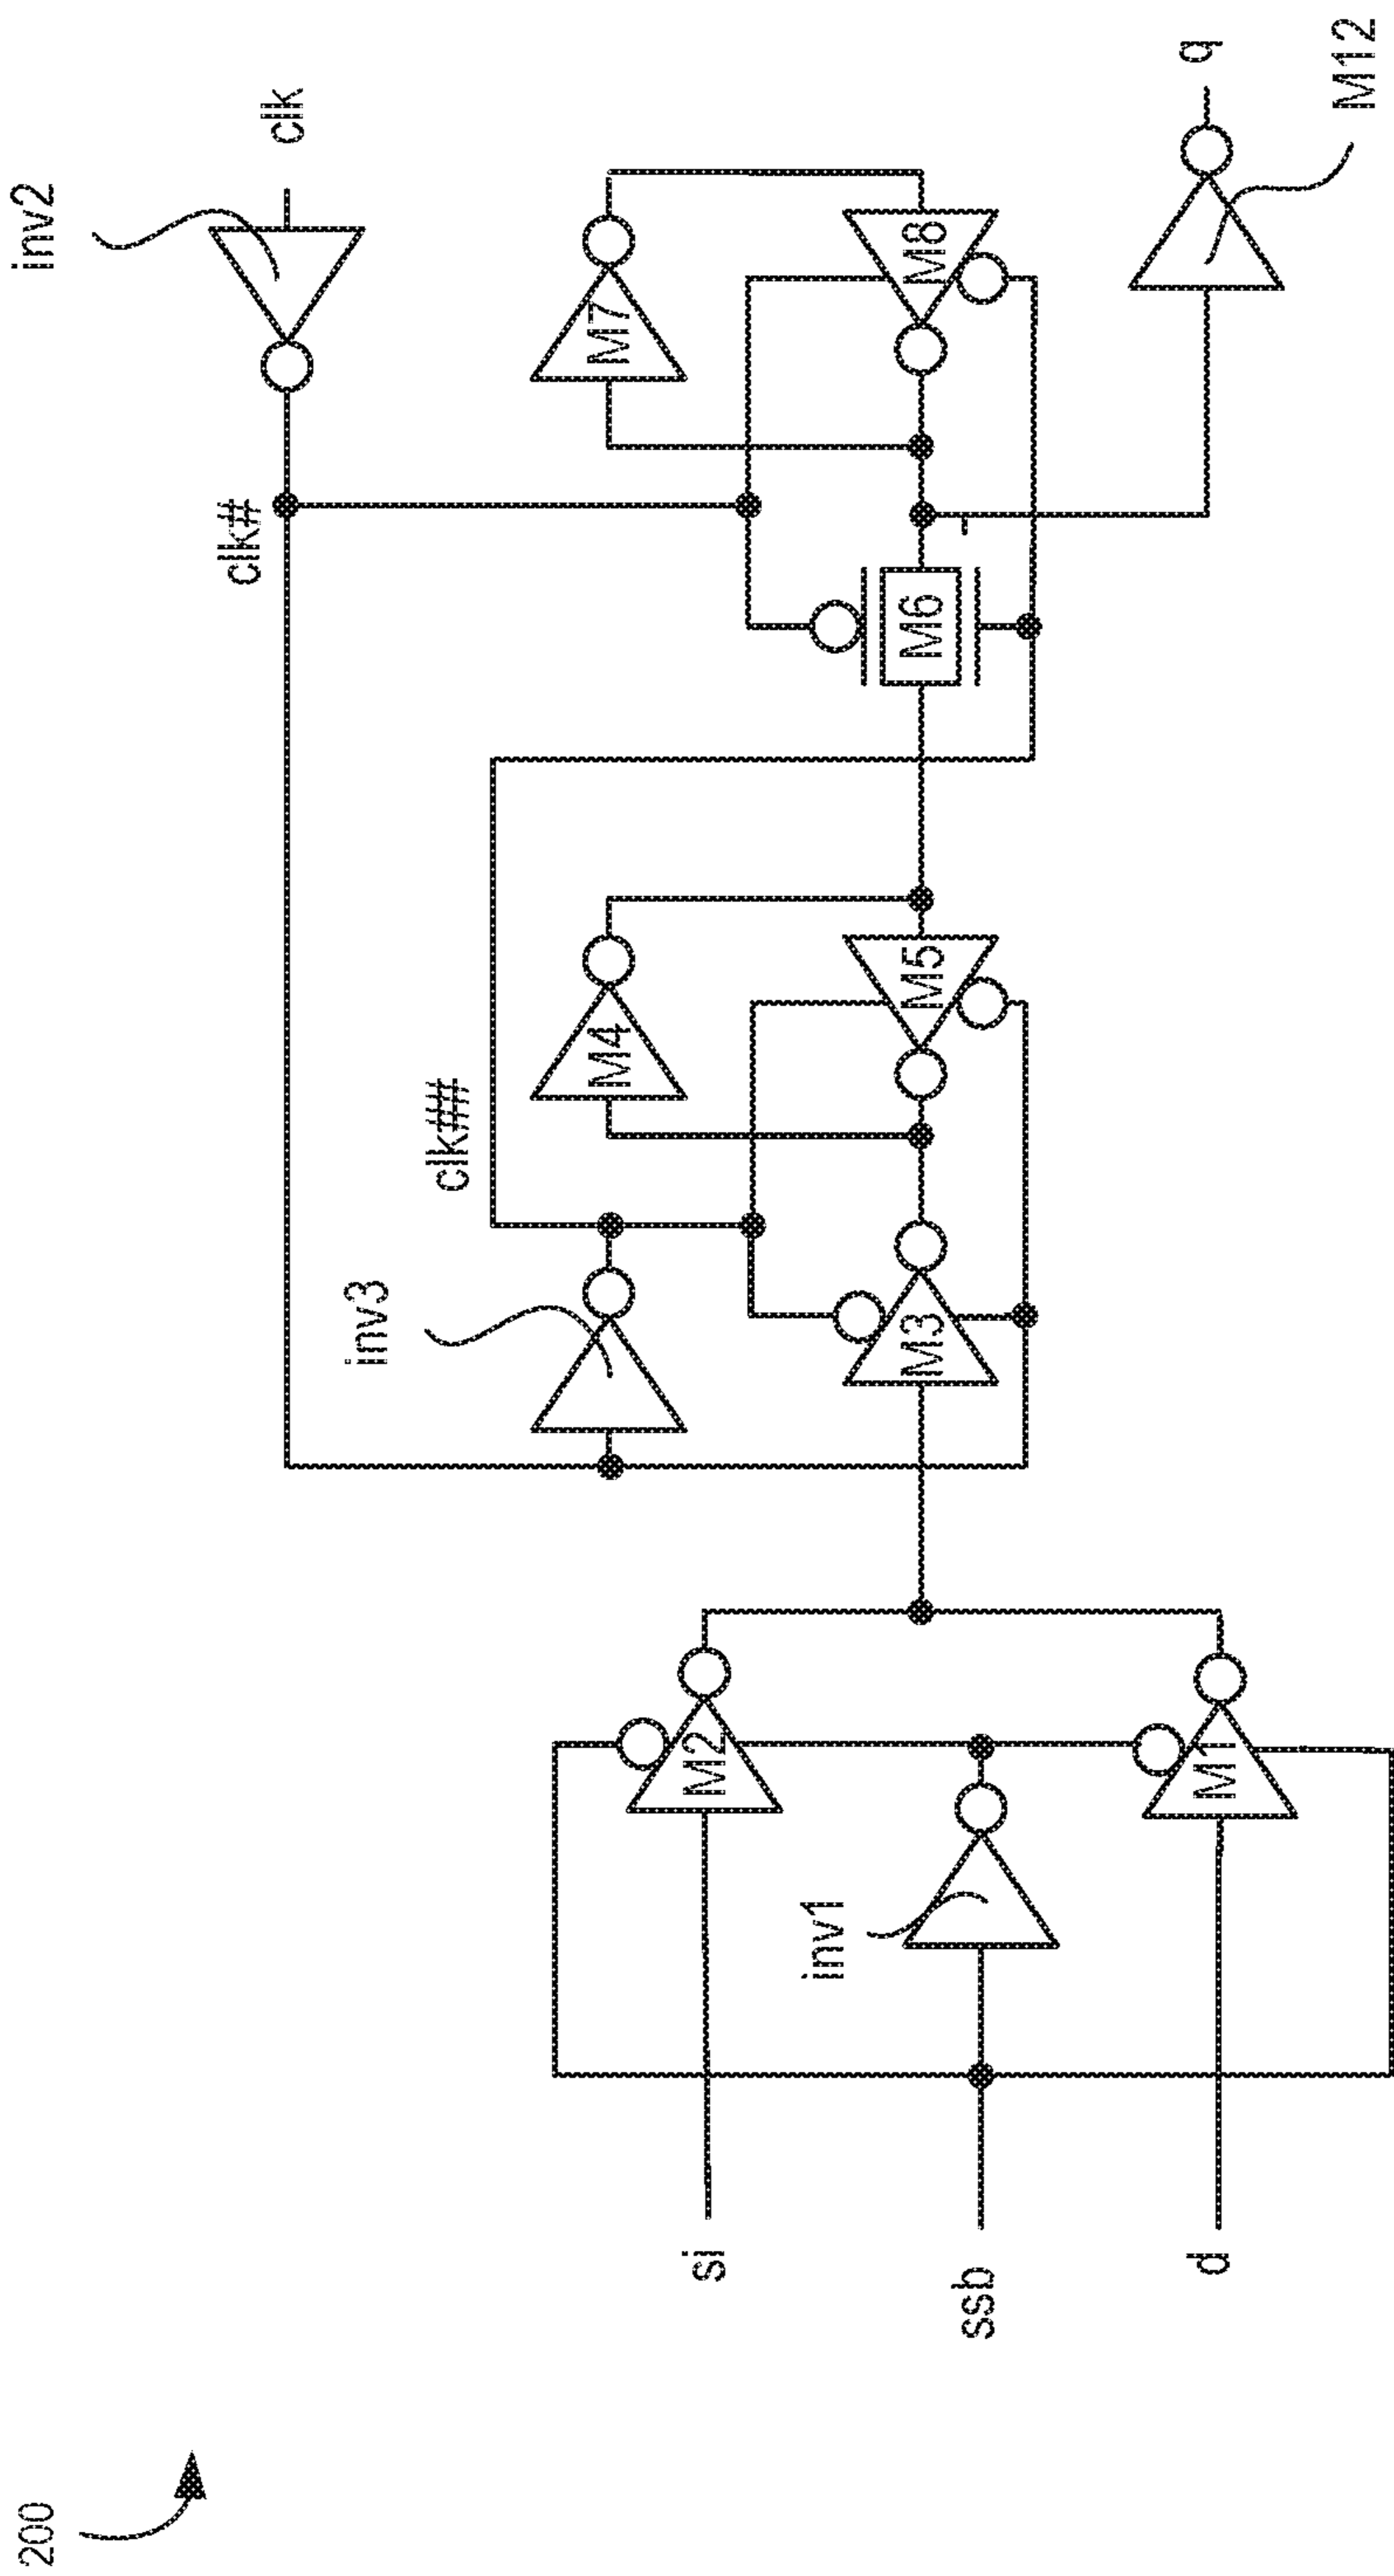 200
si
ssb
d
inv1
M2
M1
inv3
M3
clk##
M4
M5
clk#
M6
M7
M8
inv2
clk
q
M12